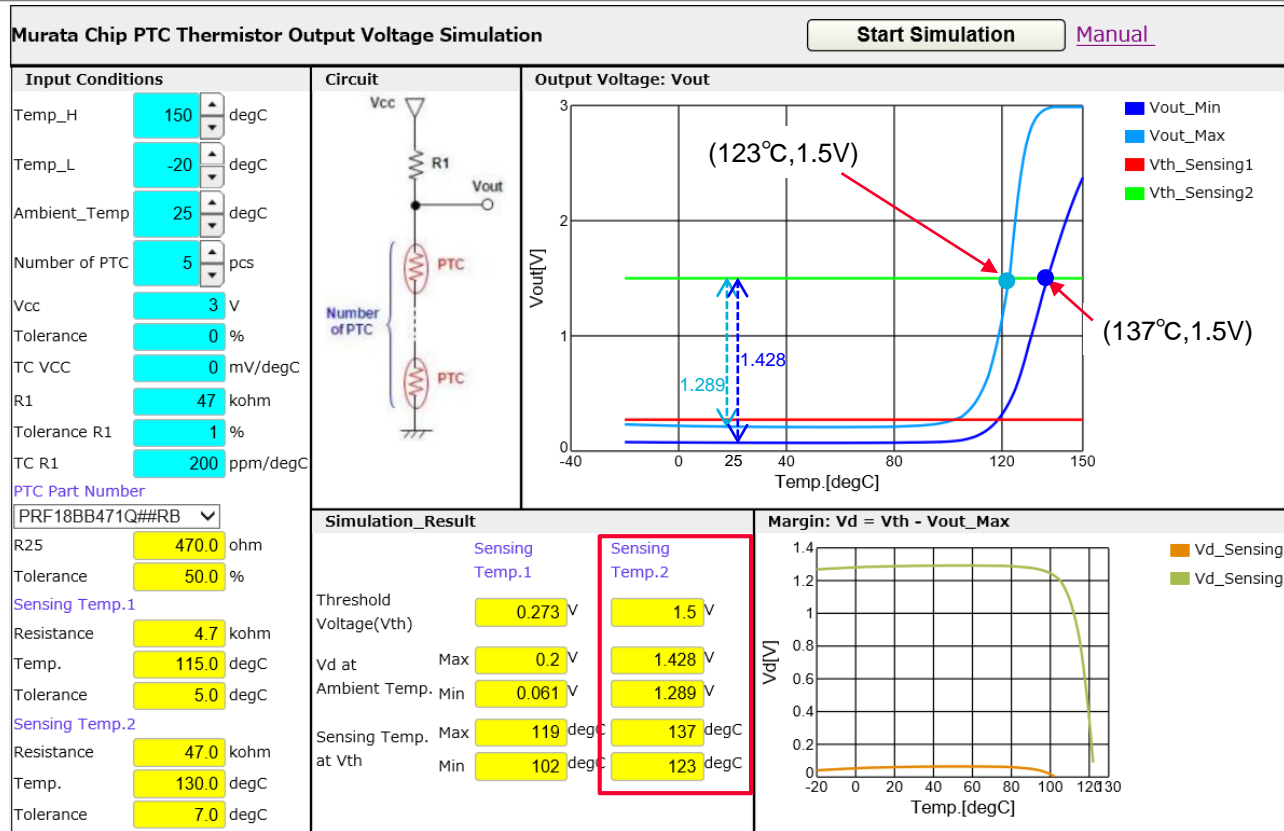 Murata Chip PTC Thermistor Output Voltage Simulation
Start Simulation
Manual
Input Conditions
Temp_H 150 degC
Temp_L -20 degC
Ambient_Temp 25 degC
Number of PTC 5 pcs
Vcc 3 V
Tolerance 0 %
TC VCC 0 mV/degC
R1 47 kohm
Tolerance R1 1 %
TC R1 200 ppm/degC
PTC Part Number
PRF18BB471Q##RB
R25 470.0 ohm
Tolerance 50.0 %
Sensing Temp.1
Resistance 4.7 kohm
Temp. 115.0 degC
Tolerance 5.0 degC
Sensing Temp.2
Resistance 47.0 kohm
Temp. 130.0 degC
Tolerance 7.0 degC
Circuit
Vcc
R1
Vout
PTC
Number
of PTC
PTC
Output Voltage: Vout
3
2
1
0
Vout[V]
-40 0 25 40 80 120 150
Temp.[degC]
(123℃,1.5V)
(137℃,1.5V)
1.428
1.289
Vout_Min
Vout_Max
Vth_Sensing1
Vth_Sensing2
Simulation_Result
Sensing Sensing
Temp.1 Temp.2
Threshold
Voltage(Vth) 0.273 V 1.5 V
Vd at Max 0.2 V 1.428 V
Ambient Temp. Min 0.061 V 1.289 V
Sensing Temp. Max 119 degC 137 degC
at Vth Min 102 degC 123 degC
Margin: Vd = Vth - Vout_Max
1.4
1.2
1
0.8
0.6
0.4
0.2
0
Vd[V]
-20 0 20 40 60 80 100 120 130
Temp.[degC]
Vd_Sensing
Vd_Sensing